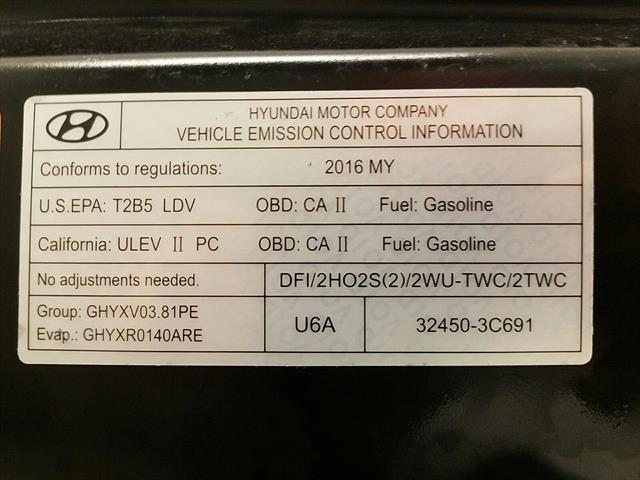 HYUNDAI MOTOR COMPANY
VEHICLE EMISSION CONTROL INFORMATION
Conforms to regulations: 2016 MY
U.S.EPA: T2B5 LDV OBD: CA II Fuel: Gasoline
California: ULEV II PC OBD: CA II Fuel: Gasoline
No adjustments needed. DFI/2HO2S(2)/2WU-TWC/2TWC
Group: GHYXV03.81PE
Evap.: GHYXR0140ARE
U6A 32450-3C691